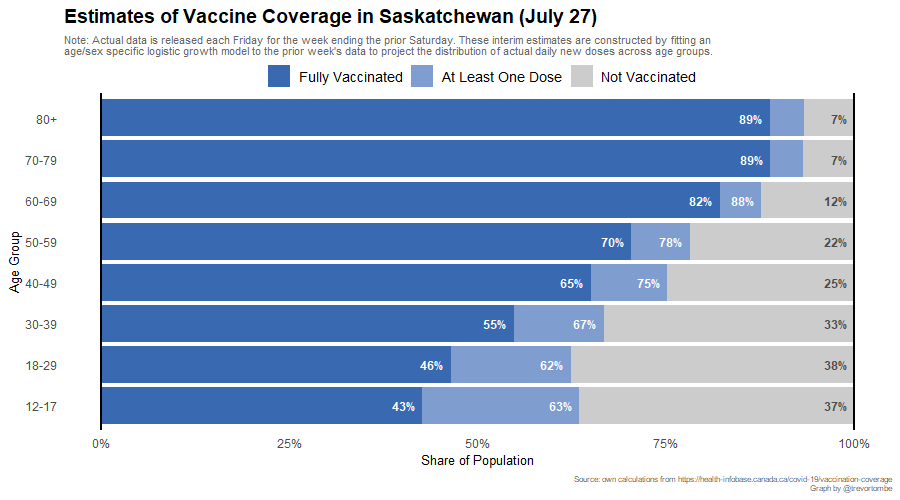 Estimates of Vaccine Coverage in Saskatchewan (July 27)
Note: Actual data is released each Friday for the week ending the prior Saturday. These interim estimates are constructed by fitting an
age/sex specific logistic growth model to the prior week's data to project the distribution of actual daily new doses across age groups.
Fully Vaccinated At Least One Dose Not Vaccinated
80+ 89% 7%
70-79 89% 7%
60-69 82% 88% 12%
50-59 70% 78% 22%
40-49 65% 75% 25%
30-39 55% 67% 33%
18-29 46% 62% 38%
12-17 43% 63% 37%
Age Group
0% 25% 50% 75% 100%
Share of Population
Source: own calculations from https://health-infobase.canada.ca/covid-19/vaccination-coverage
Graph by @trevortombe